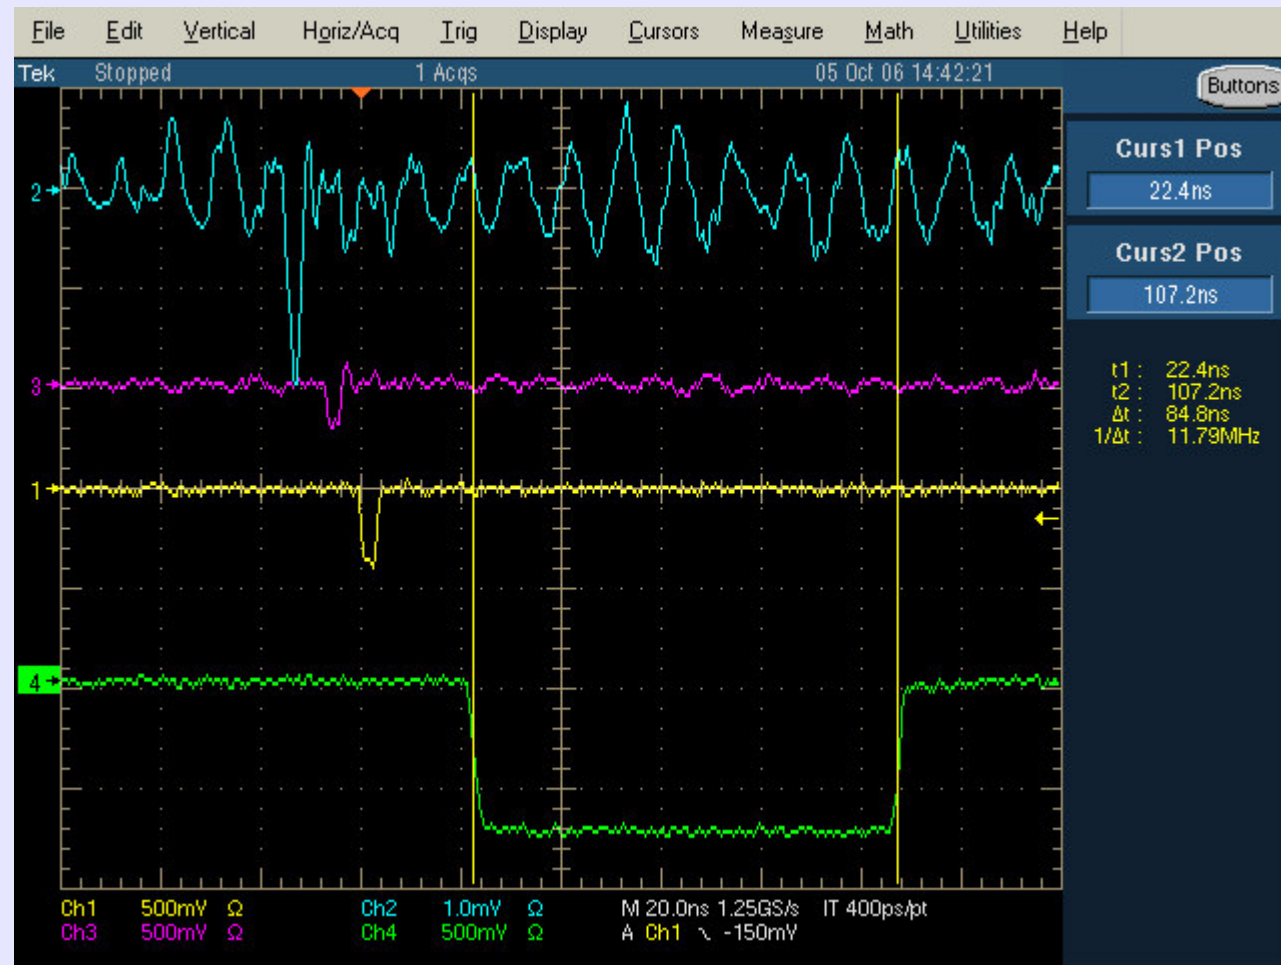 File Edit Vertical Horiz/Acq Trig Display Cursors Measure Math Utilities Help
Tek Stopped 1 Acqs 05 Oct 06 14:42:21
Buttons
Curs1 Pos
22.4ns
Curs2 Pos
107.2ns
t1 : 22.4ns
t2 : 107.2ns
Δt : 84.8ns
1/Δt : 11.79MHz
2
3
1
4
Ch1 500mV Ω Ch2 1.0mV Ω M 20.0ns 1.25GS/s IT 400ps/pt
Ch3 500mV Ω Ch4 500mV Ω A Ch1 \ -150mV